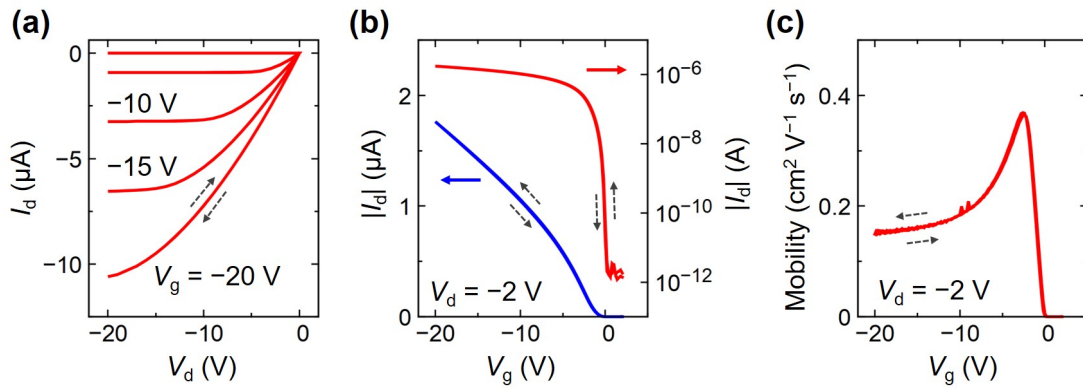 (a)
0
−5
−10
I_d (μA)
−10 V
−15 V
V_g = −20 V
−20
−10
0
V_d (V)
(b)
2
1
0
|I_d| (μA)
10⁻⁶
10⁻⁸
10⁻¹⁰
10⁻¹²
|I_d| (A)
V_d = −2 V
−20
−10
0
V_g (V)
(c)
0.4
0.2
0
Mobility (cm² V⁻¹ s⁻¹)
V_d = −2 V
−20
−10
0
V_g (V)